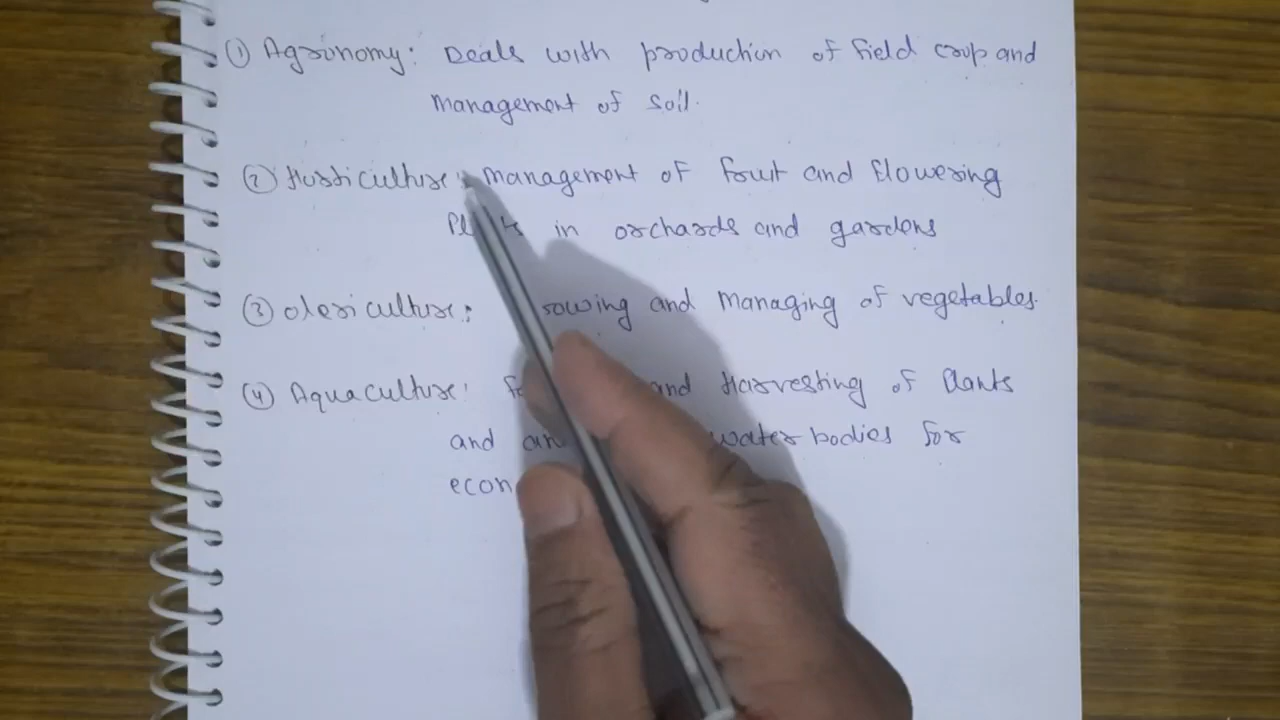 ① Agronomy: Deals with production of field crop and
management of soil.
② Horticulture: management of fruit and flowering
in orchards and gardens
③ Olericulture: and managing of vegetables.
④ Aquaculture: and Harvesting of Plants
and water bodies for